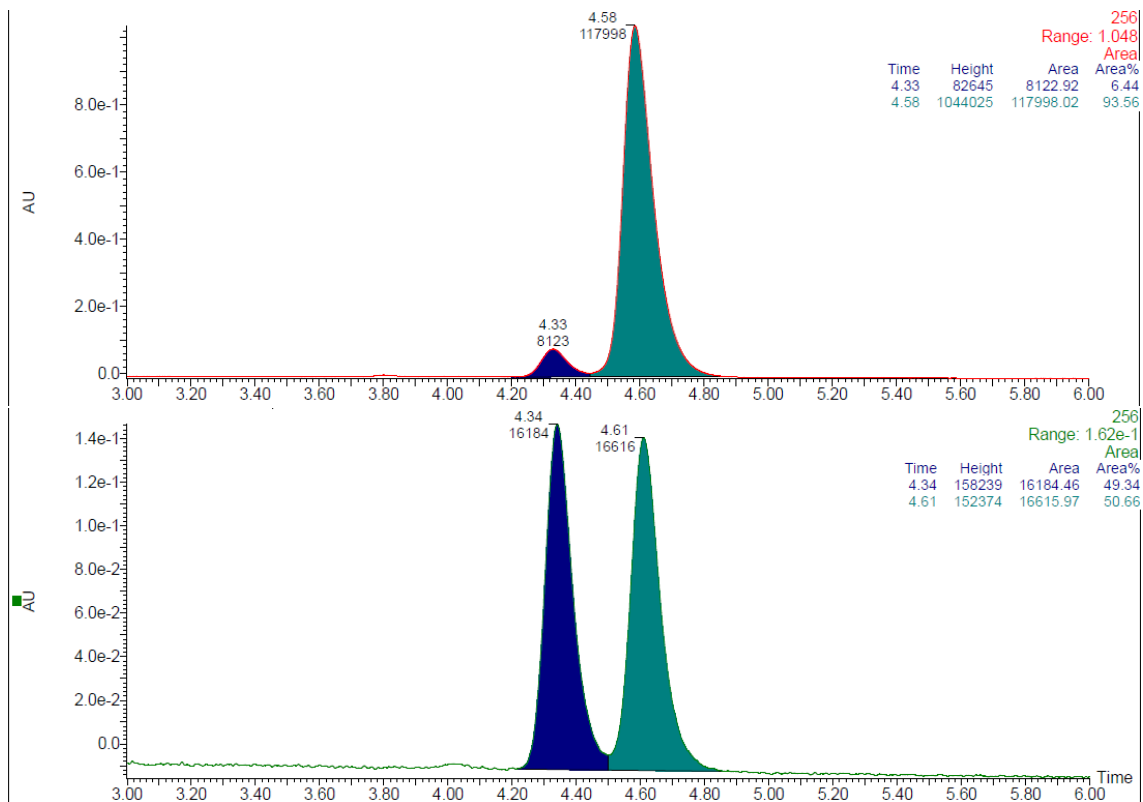 256
Range: 1.048
Area
Time Height Area Area%
4.33 82645 8122.92 6.44
4.58 1044025 117998.02 93.56
4.58
117998
4.33
8123
AU
8.0e-1
6.0e-1
4.0e-1
2.0e-1
0.0
3.00 3.20 3.40 3.60 3.80 4.00 4.20 4.40 4.60 4.80 5.00 5.20 5.40 5.60 5.80 6.00
256
Range: 1.62e-1
Area
Time Height Area Area%
4.34 158239 16184.46 49.34
4.61 152374 16615.97 50.66
4.34
16184
4.61
16616
AU
1.4e-1
1.2e-1
1.0e-1
8.0e-2
6.0e-2
4.0e-2
2.0e-2
0.0
Time
3.00 3.20 3.40 3.60 3.80 4.00 4.20 4.40 4.60 4.80 5.00 5.20 5.40 5.60 5.80 6.00